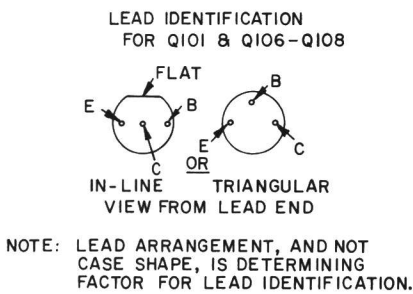 LEAD IDENTIFICATION
FOR Q101 & Q106-Q108
FLAT
E
B
C
IN-LINE
OR
B
E
C
TRIANGULAR
VIEW FROM LEAD END
NOTE: LEAD ARRANGEMENT, AND NOT
CASE SHAPE, IS DETERMINING
FACTOR FOR LEAD IDENTIFICATION.